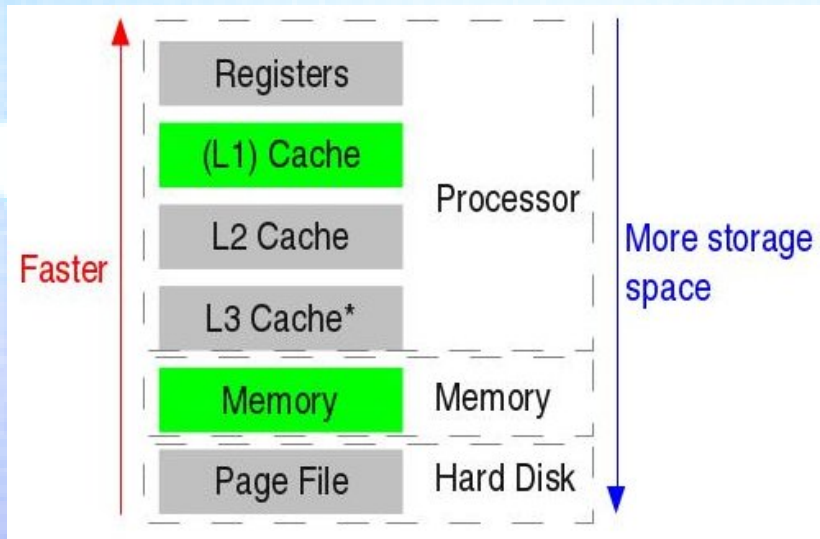 Registers
(L1) Cache
Processor
L2 Cache
More storage
space
Faster
L3 Cache*
Memory
Memory
Page File
Hard Disk